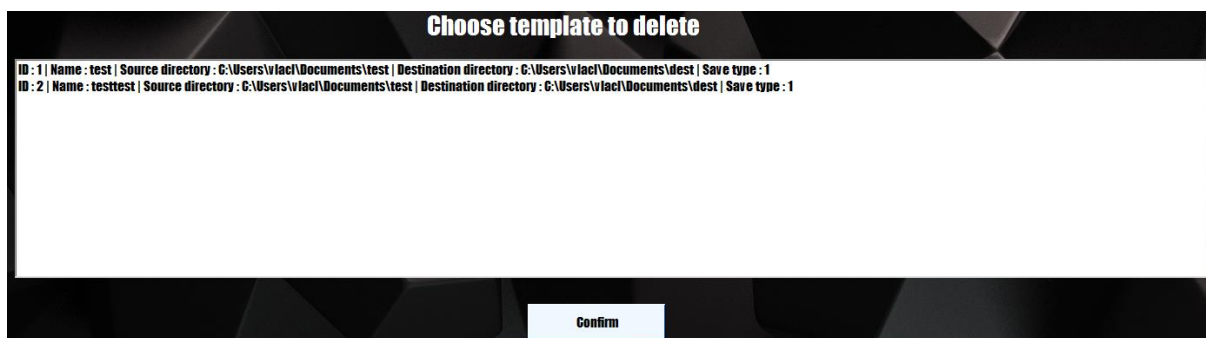 Choose template to delete
ID : 1 | Name : test | Source directory : C:\Users\vlacl\Documents\test | Destination directory : C:\Users\vlacl\Documents\dest | Save type : 1
ID : 2 | Name : testtest | Source directory : C:\Users\vlacl\Documents\test | Destination directory : C:\Users\vlacl\Documents\dest | Save type : 1
Confirm